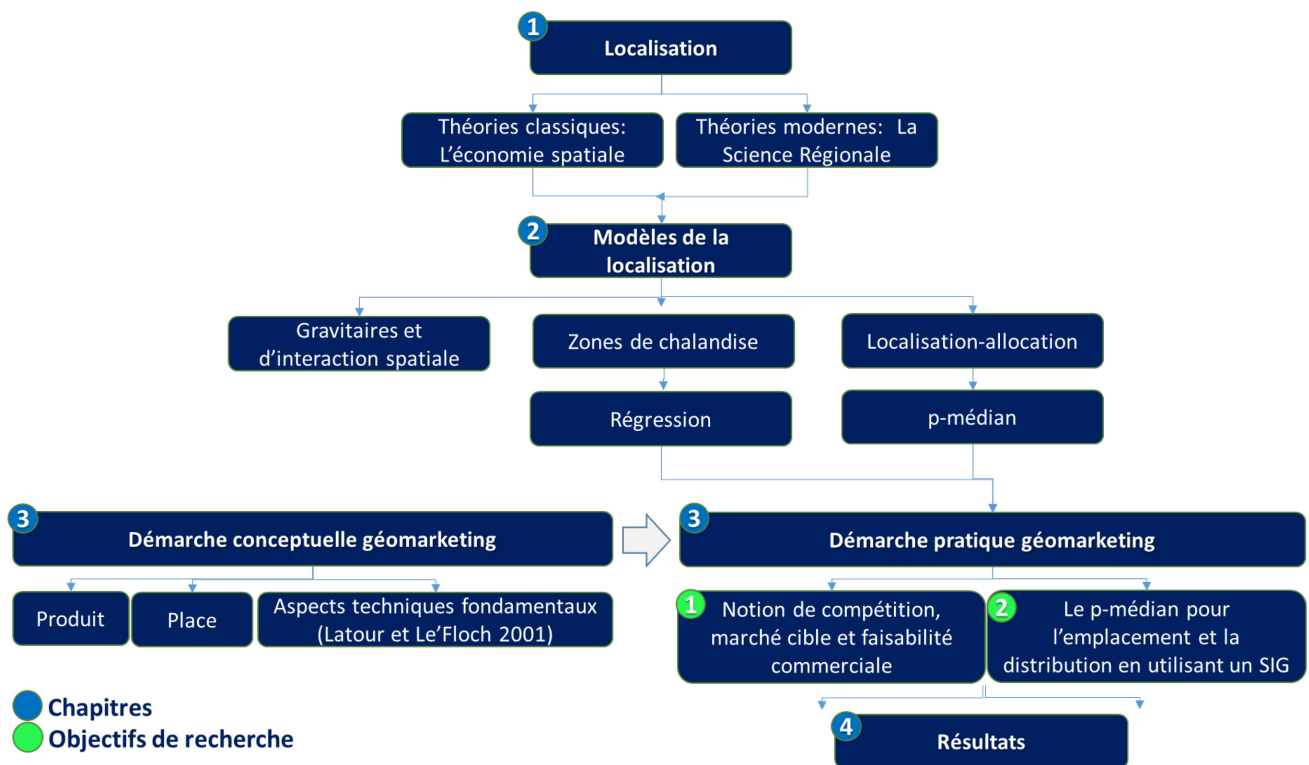 1
Localisation
Théories classiques:
L'économie spatiale
Théories modernes: La
Science Régionale
2
Modèles de la
localisation
Gravitaires et
d'interaction spatiale
Zones de chalandise
Localisation-allocation
Régression
p-médian
3
Démarche conceptuelle géomarketing
3
Démarche pratique géomarketing
Produit
Place
Aspects techniques fondamentaux
(Latour et Le'Floch 2001)
1
Notion de compétition,
marché cible et faisabilité
commerciale
2
Le p-médian pour
l'emplacement et la
distribution en utilisant un SIG
Chapitres
Objectifs de recherche
4
Résultats